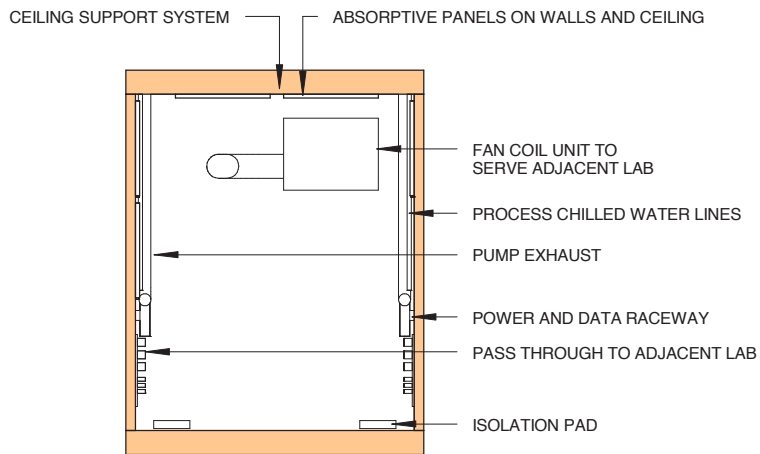 CEILING SUPPORT SYSTEM
ABSORPTIVE PANELS ON WALLS AND CEILING
FAN COIL UNIT TO
SERVE ADJACENT LAB
PROCESS CHILLED WATER LINES
PUMP EXHAUST
POWER AND DATA RACEWAY
PASS THROUGH TO ADJACENT LAB
ISOLATION PAD